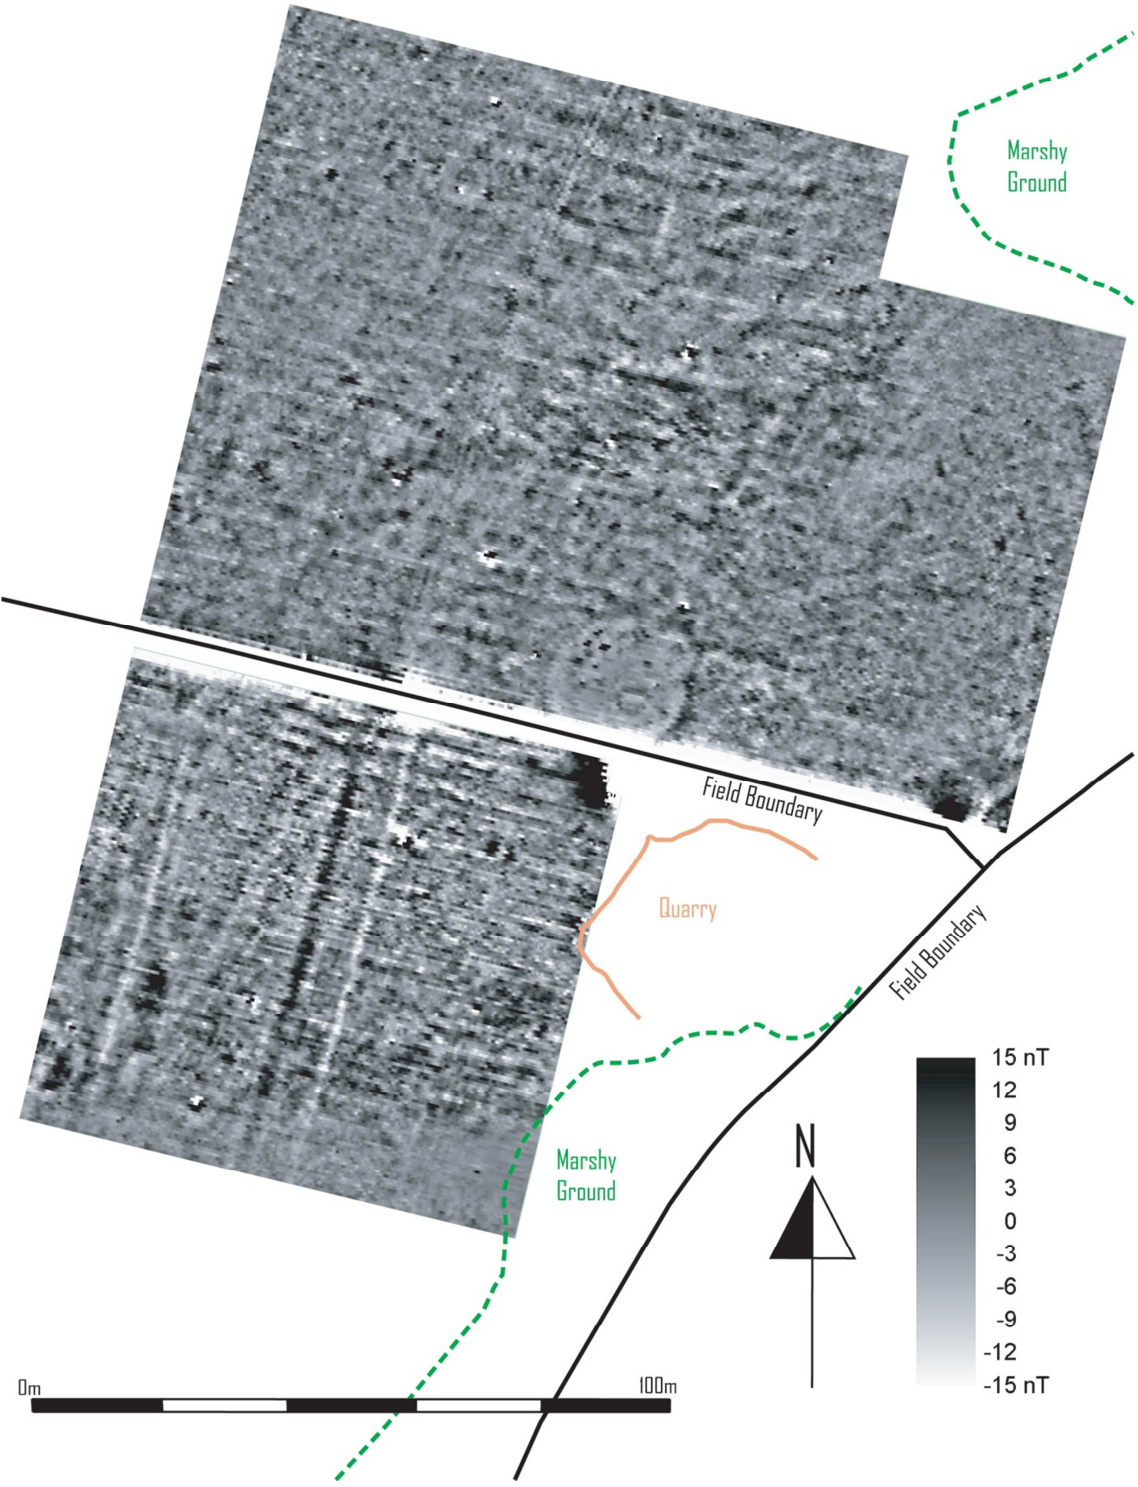 Marshy
Ground
Field Boundary
Quarry
Field Boundary
Marshy
Ground
N
15 nT
12
9
6
3
0
-3
-6
-9
-12
-15 nT
0m
100m